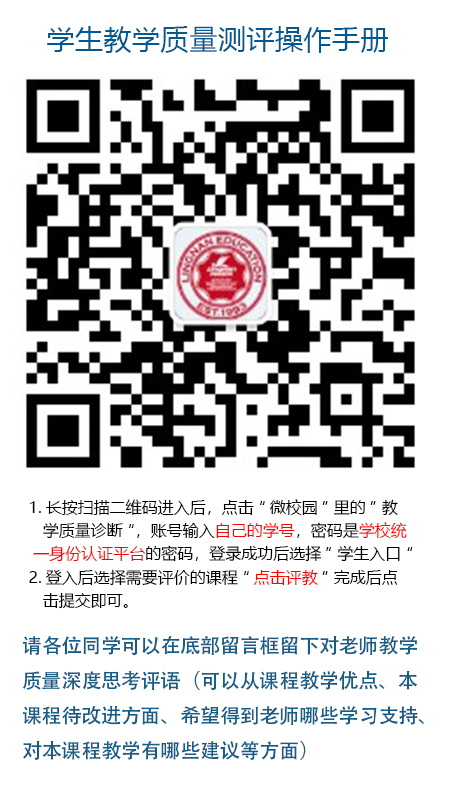 学生教学质量测评操作手册
LINGNAN EDUCATION
EST.1993
1. 长按扫描二维码进入后，点击“微校园”里的”教
学质量诊断“，账号输入自己的学号，密码是学校统
一身份认证平台的密码，登录成功后选择”学生入口“
2. 登入后选择需要评价的课程“点击评教”完成后点
击提交即可。
请各位同学可以在底部留言框留下对老师教学
质量深度思考评语（可以从课程教学优点、本
课程待改进方面、希望得到老师哪些学习支持、
对本课程教学有哪些建议等方面）